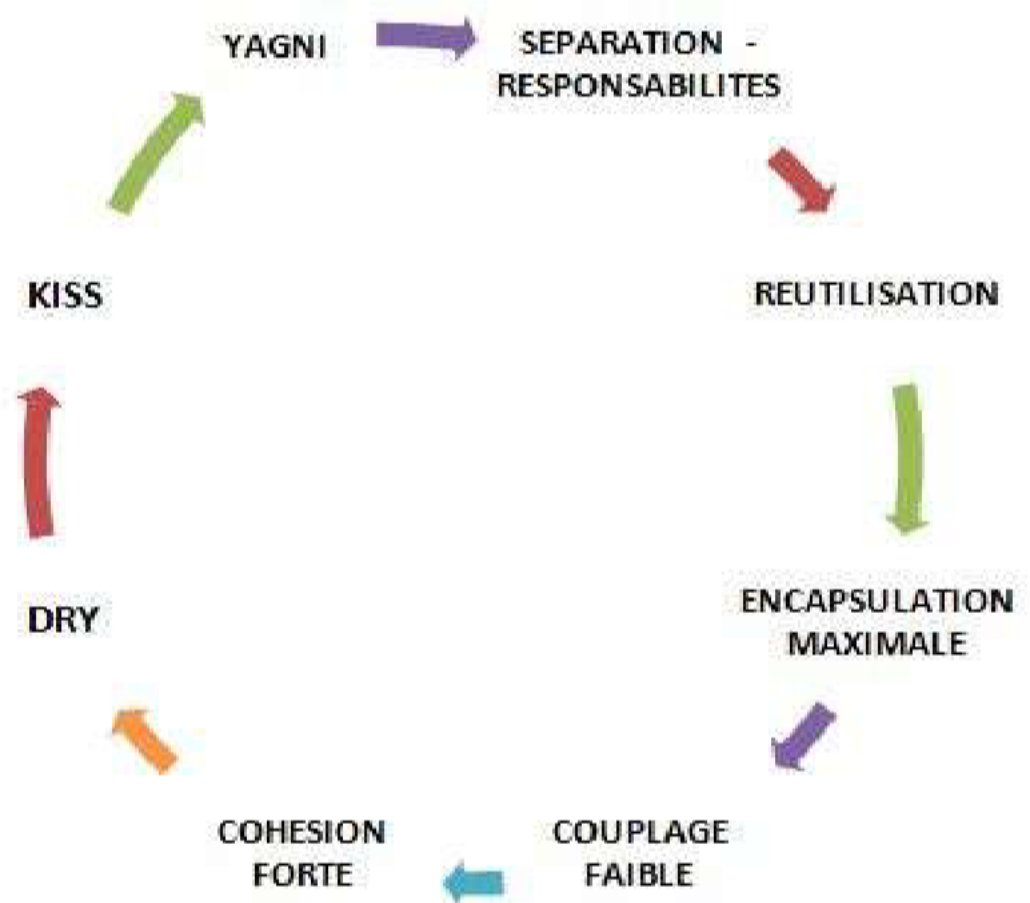 YAGNI
SEPARATION -
RESPONSABILITES
KISS
REUTILISATION
DRY
ENCAPSULATION
MAXIMALE
COHESION
FORTE
COUPLAGE
FAIBLE